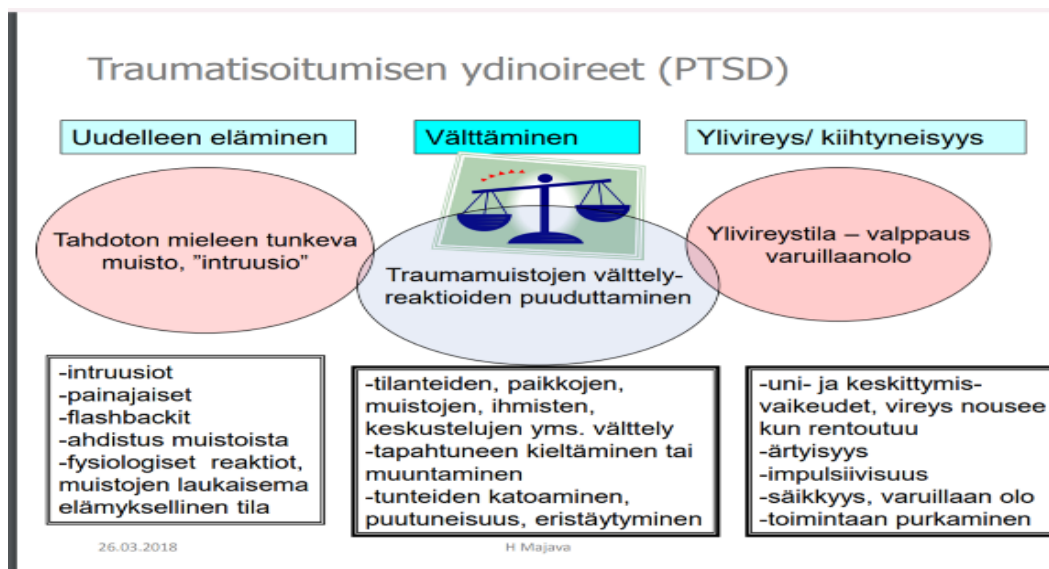 Traumatisoitumisen ydinoireet (PTSD)
Uudelleen eläminen
Välttäminen
Ylivireys/ kiihtyneisyys
Tahdoton mieleen tunkeva
muisto, ”intruusio”
Traumamuistojen välttely-
reaktioiden puuduttaminen
Ylivireystila – valppaus
varuillaanolo
-intruusiot
-painajaiset
-flashbackit
-ahdistus muistoista
-fysiologiset reaktiot,
muistojen laukaisema
elämyksellinen tila
-tilanteiden, paikkojen,
muistojen, ihmisten,
keskustelujen yms. välttely
-tapahtuneen kieltäminen tai
muuntaminen
-tunteiden katoaminen,
puutuneisuus, eristäytyminen
-uni- ja keskittymis-
vaikeudet, vireys nousee
kun rentoutuu
-ärtyisyys
-impulsiivisuus
-säikkyys, varuillaan olo
-toimintaan purkaminen
26.03.2018
H Majava